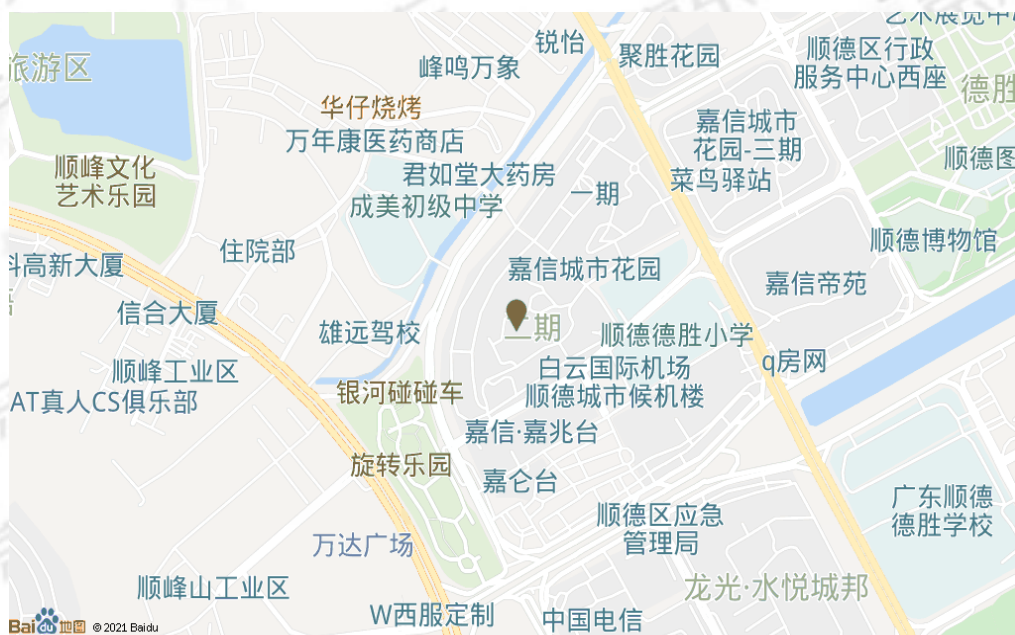 艺术展览中心
锐怡
聚胜花园
顺德区行政
服务中心西座
旅游区
峰鸣万象
德胜
华仔烧烤
万年康医药商店
嘉信城市
花园-三期
顺德图
顺峰文化
艺术乐园
君如堂大药房
一期
菜鸟驿站
成美初级中学
住院部
顺德博物馆
科高新大厦
嘉信城市花园
嘉信帝苑
信合大厦
雄远驾校
二期
顺德德胜小学
顺峰工业区
白云国际机场
顺德城市候机楼
q房网
AT真人CS俱乐部
银河碰碰车
嘉信·嘉兆台
旋转乐园
嘉仑台
广东顺德
德胜学校
顺德区应急
管理局
万达广场
顺峰山工业区
龙光·水悦城邦
W西服定制
中国电信
Bai du 地图 © 2021 Baidu